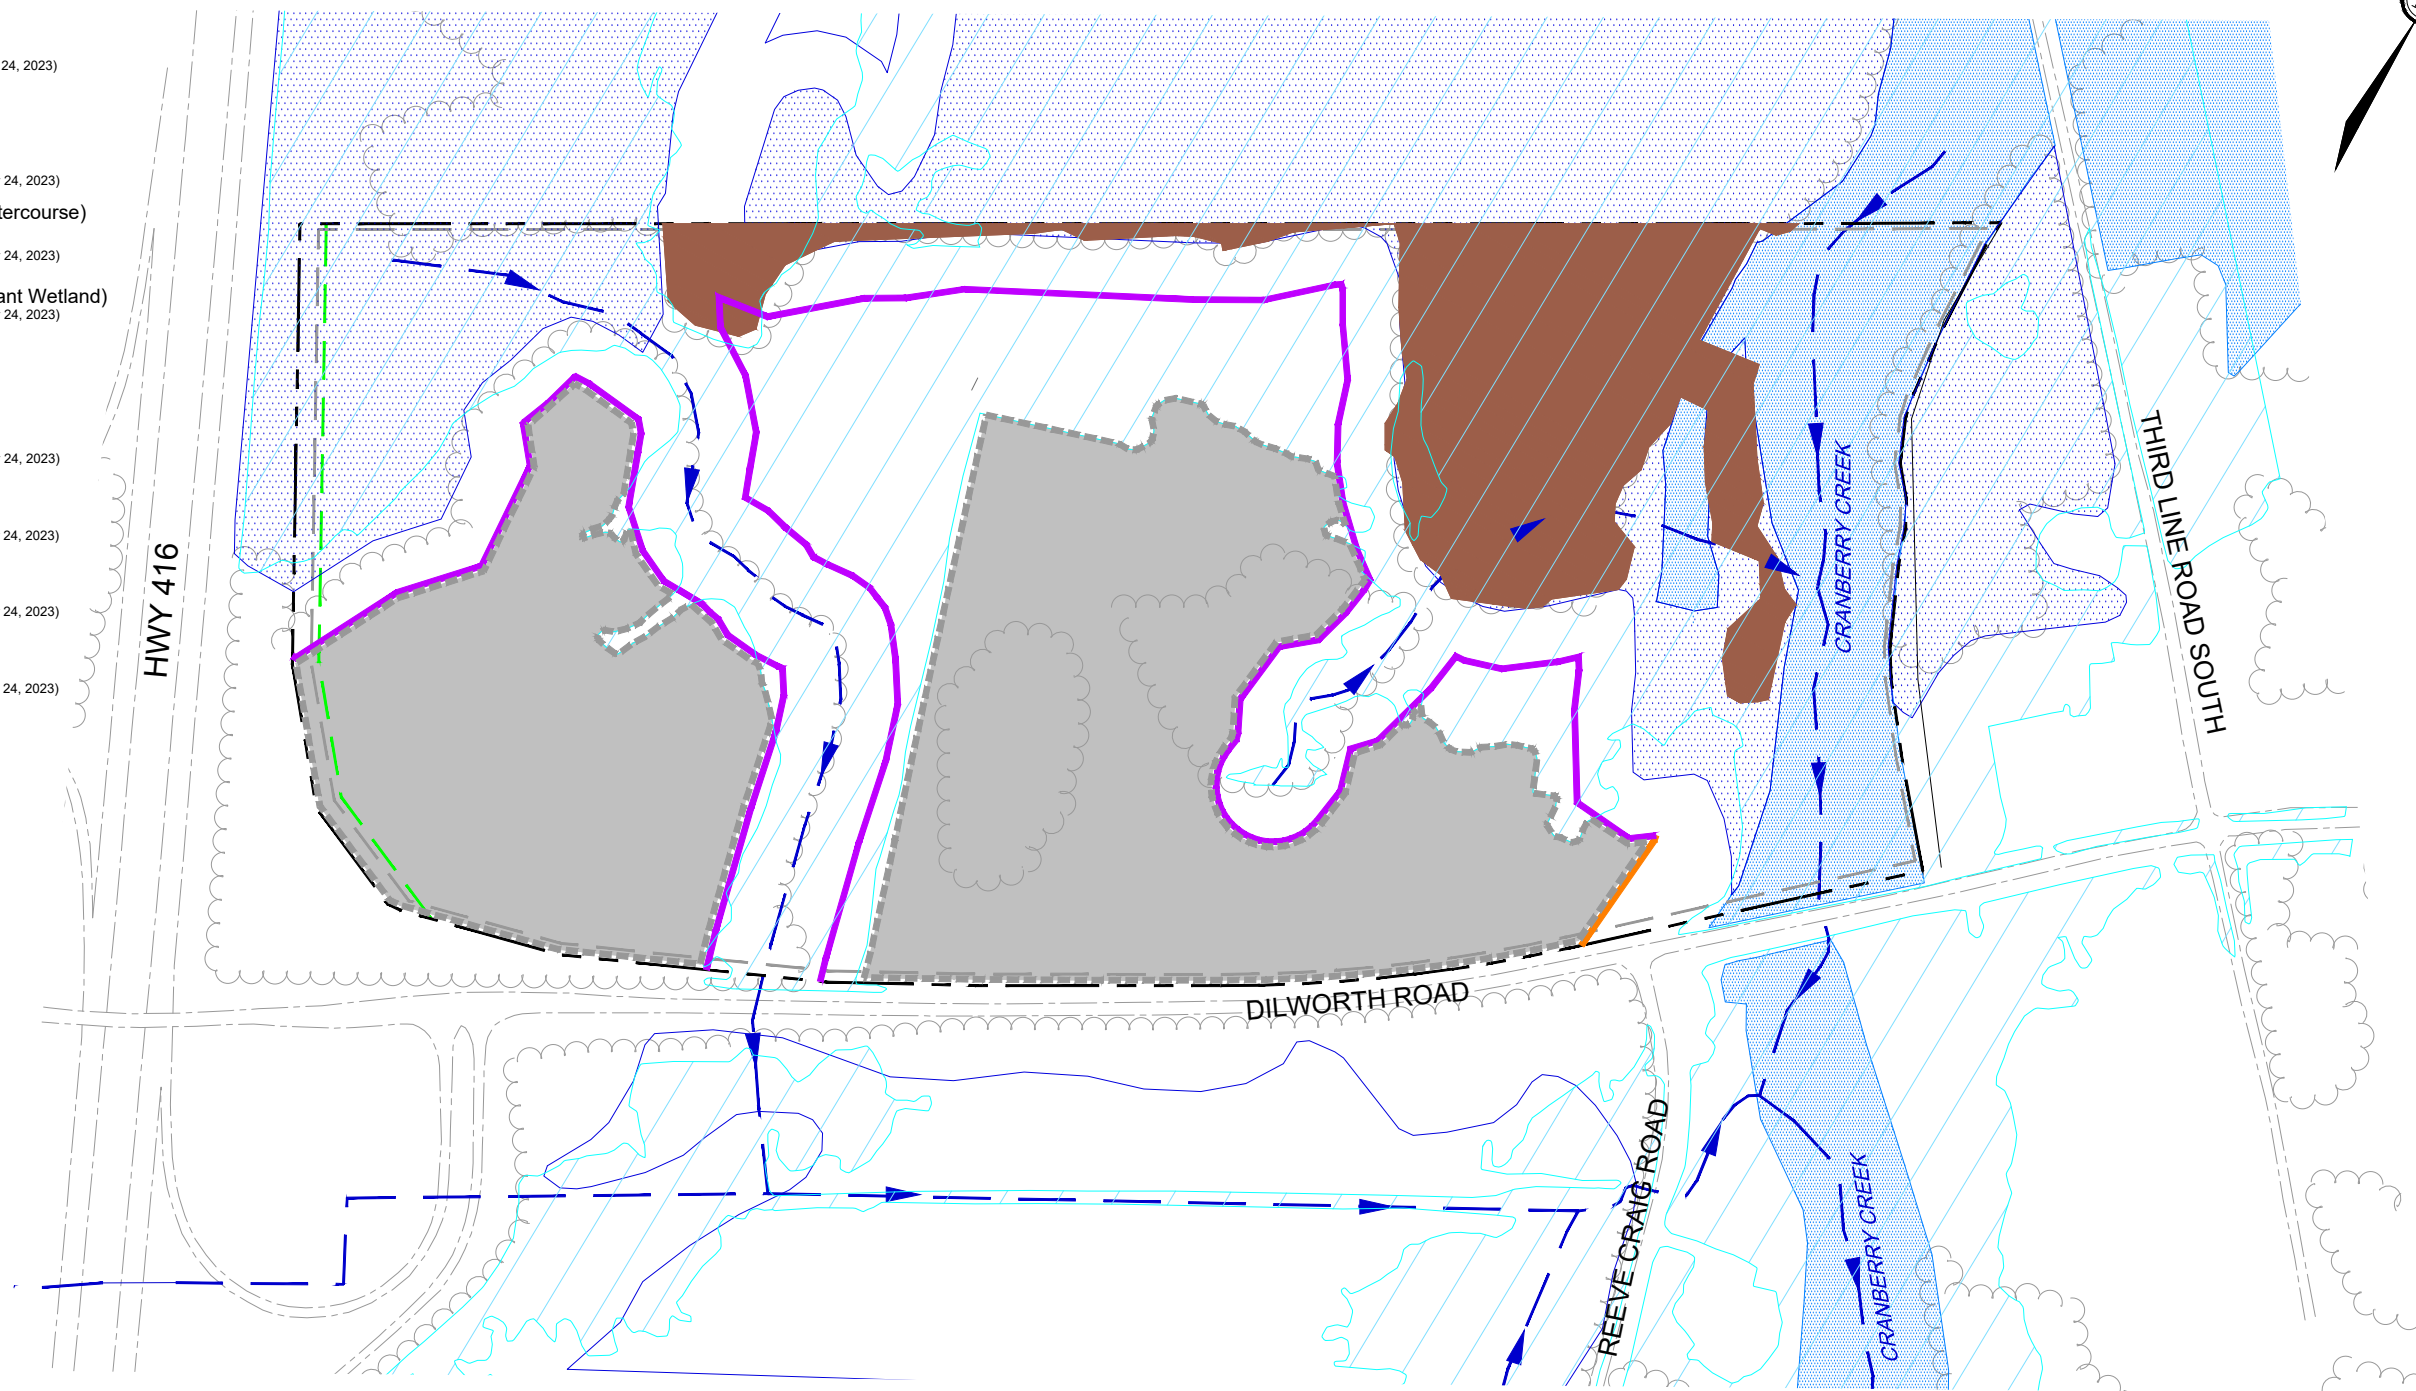 24, 2023)
24, 2023)
tercourse)
24, 2023)
ant Wetland)
24, 2023)
24, 2023)
24, 2023)
24, 2023)
24, 2023)
HWY 416
CRANBERRY CREEK
THIRD LINE ROAD SOUTH
DILWORTH ROAD
REEVE CRAIG ROAD
CRANBERRY CREEK